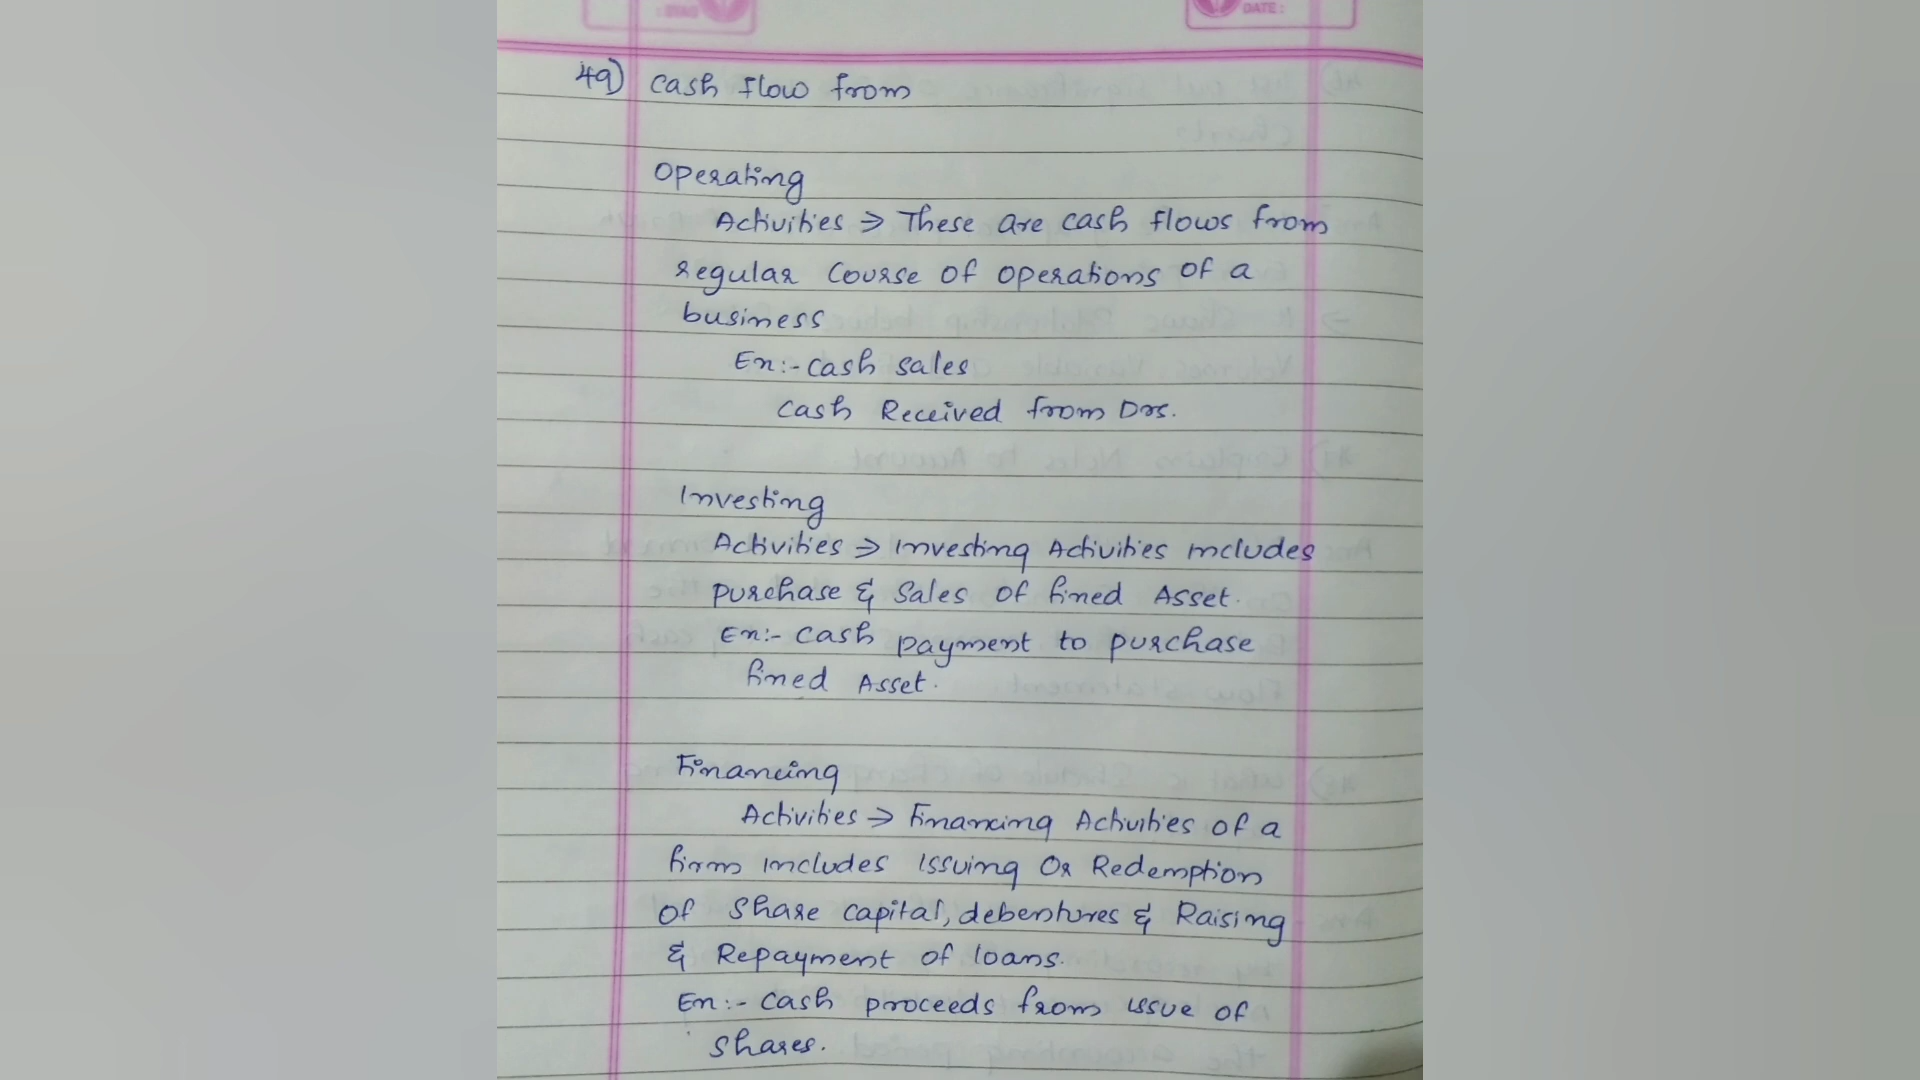 DATE:
49) Cash Flow from
Operating
Activities ⇒ These are cash flows from
regular Course of operations of a
business
Ex:- Cash sales
Cash Received from Drs.
Investing
Activities ⇒ Investing Activities includes
purchase & Sales of fixed Asset.
Ex:- Cash payment to purchase
fixed Asset.
Financing
Activities → Financing Activities of a
firm includes Issuing Or Redemption
of Share capital, debentures & Raising
& Repayment of loans.
Ex:- Cash proceeds from issue of
Shares.